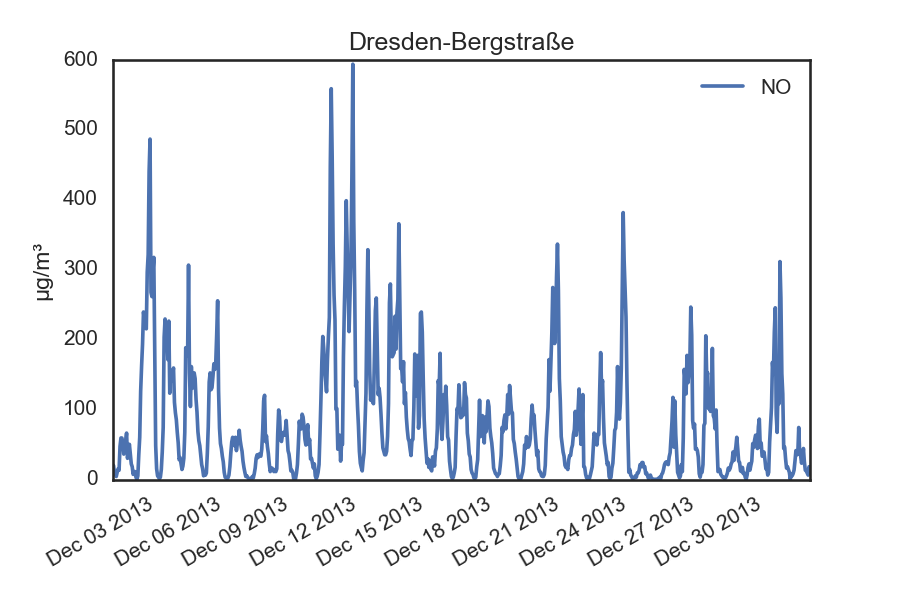 Dresden-Bergstraße
NO
µg/m³
600
500
400
300
200
100
0
Dec 03 2013
Dec 06 2013
Dec 09 2013
Dec 12 2013
Dec 15 2013
Dec 18 2013
Dec 21 2013
Dec 24 2013
Dec 27 2013
Dec 30 2013